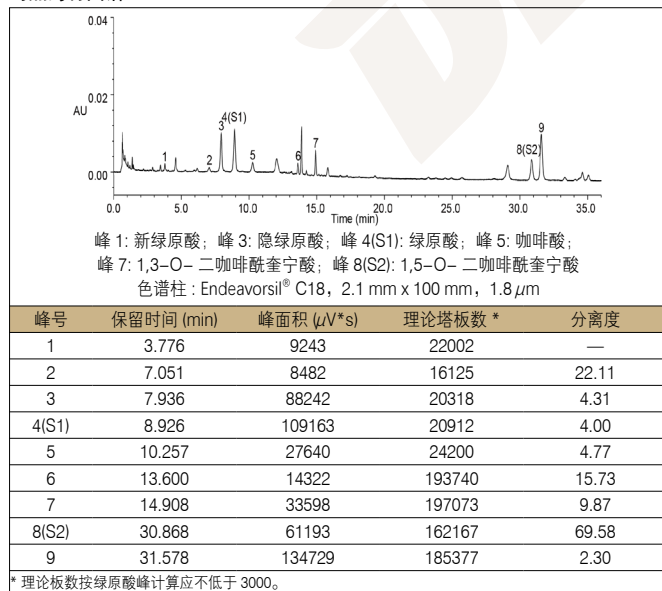 0.04
0.02
AU
0.00
1
2
3
4(S1)
5
6
7
8(S2)
9
0.0 5.0 10.0 15.0 20.0 25.0 30.0 35.0
Time (min)
峰 1: 新绿原酸；峰 3: 隐绿原酸；峰 4(S1): 绿原酸；峰 5: 咖啡酸；
峰 7: 1,3-O- 二咖啡酰奎宁酸；峰 8(S2): 1,5-O- 二咖啡酰奎宁酸
色谱柱 : Endeavorsil® C18，2.1 mm x 100 mm，1.8 μm
峰号 保留时间 (min) 峰面积 (μV*s) 理论塔板数 * 分离度
1 3.776 9243 22002 —
2 7.051 8482 16125 22.11
3 7.936 88242 20318 4.31
4(S1) 8.926 109163 20912 4.00
5 10.257 27640 24200 4.77
6 13.600 14322 193740 15.73
7 14.908 33598 197073 9.87
8(S2) 30.868 61193 162167 69.58
9 31.578 134729 185377 2.30
* 理论板数按绿原酸峰计算应不低于 3000。